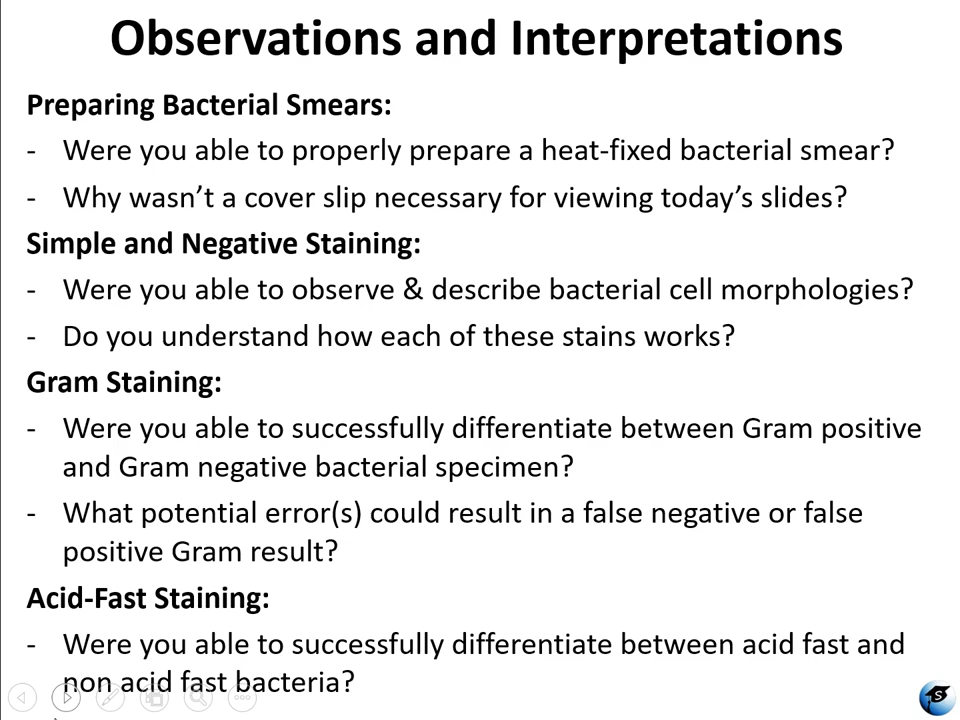 Observations and Interpretations
Preparing Bacterial Smears:
- Were you able to properly prepare a heat-fixed bacterial smear?
- Why wasn’t a cover slip necessary for viewing today’s slides?
Simple and Negative Staining:
- Were you able to observe & describe bacterial cell morphologies?
- Do you understand how each of these stains works?
Gram Staining:
- Were you able to successfully differentiate between Gram positive
and Gram negative bacterial specimen?
- What potential error(s) could result in a false negative or false
positive Gram result?
Acid-Fast Staining:
- Were you able to successfully differentiate between acid fast and
non acid fast bacteria?
S